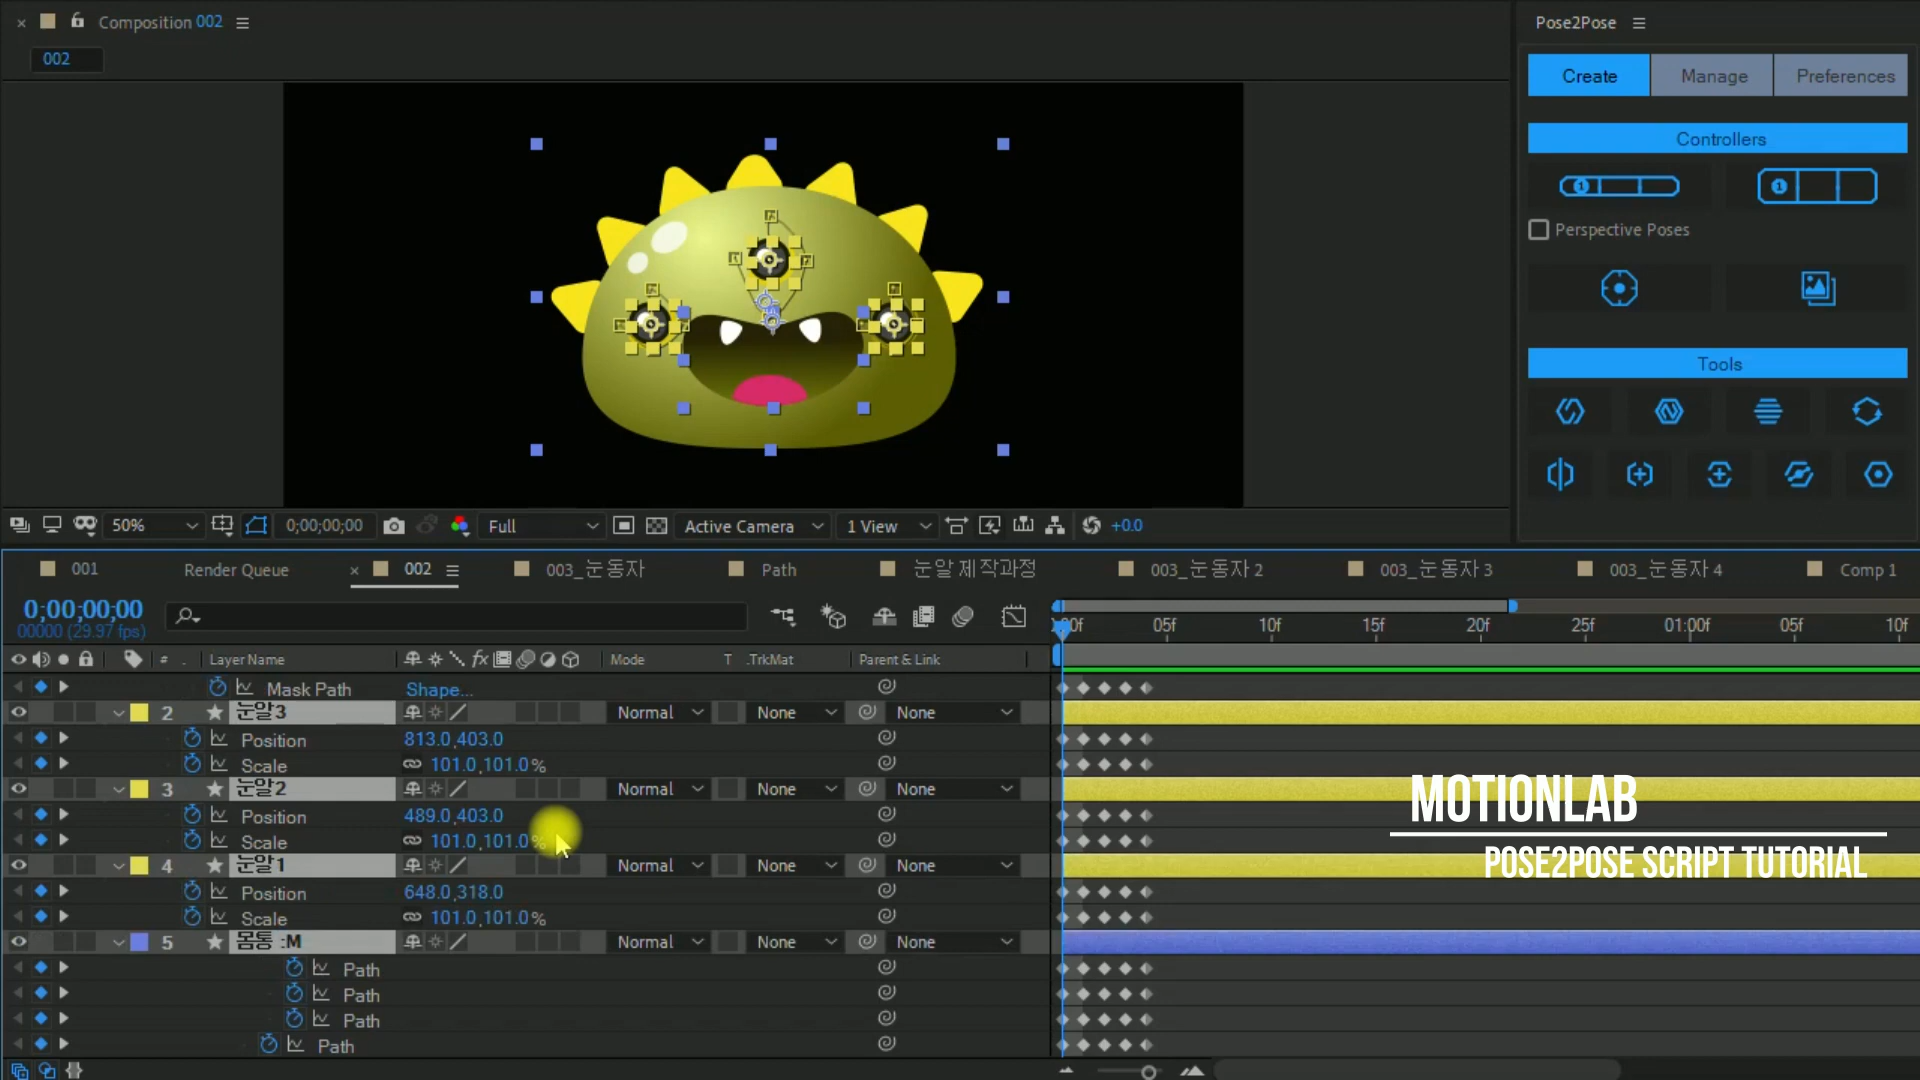 Composition 002
Pose2Pose
002
Create
Manage
Preferences
Controllers
Perspective Poses
Tools
50%
0;00;00;00
Full
Active Camera
1 View
+0.0
001
Render Queue
002
003_눈동자
Path
눈알 제작과정
003_눈동자 2
003_눈동자 3
003_눈동자 4
Comp 1
0;00;00;00
00000 (29.97 fps)
05f
10f
15f
20f
25f
01:00f
05f
10f
#
Layer Name
fx
Mode
T
.TrkMat
Parent & Link
Mask Path
Shape...
2
눈알3
Normal
None
None
Position
813.0,403.0
Scale
101.0,101.0%
3
눈알2
Normal
None
None
MOTIONLAB
Position
489.0,403.0
Scale
101.0,101.0%
4
눈알1
Normal
None
None
POSE2POSE SCRIPT TUTORIAL
Position
648.0,318.0
Scale
101.0,101.0%
5
몸통 :M
Normal
None
None
Path
Path
Path
Path